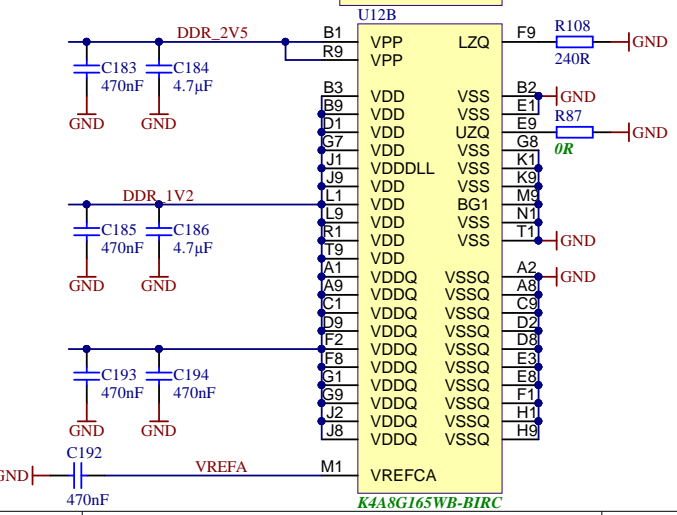 U12B
DDR_2V5 B1 VPP LZQ F9 R108 GND
R9 VPP 240R
C183 C184
470nF 4.7µF
GND GND
B3 VDD VSS B2 GND
B9 VDD VSS E1 R87
D1 VDD UZQ E9 GND
G7 VDD VSS G8 0R
J1 VDDDLL VSS K1
J9 VDD VSS K9
DDR_1V2 L1 VDD BG1 M9
L9 VDD VSS N1
C185 C186
470nF 4.7µF
R1 VDD VSS T1 GND
T9 VDD
GND GND
A1 VDDQ VSSQ A2 GND
A9 VDDQ VSSQ A8
C1 VDDQ VSSQ C9
D9 VDDQ VSSQ D2
F2 VDDQ VSSQ D8
F8 VDDQ VSSQ E3
C193 C194
470nF 470nF
G1 VDDQ VSSQ E8
G9 VDDQ VSSQ F1
J2 VDDQ VSSQ H1
GND GND
J8 VDDQ VSSQ H9
C192
GND VREFA M1 VREFCA
470nF
K4A8G165WB-BIRC